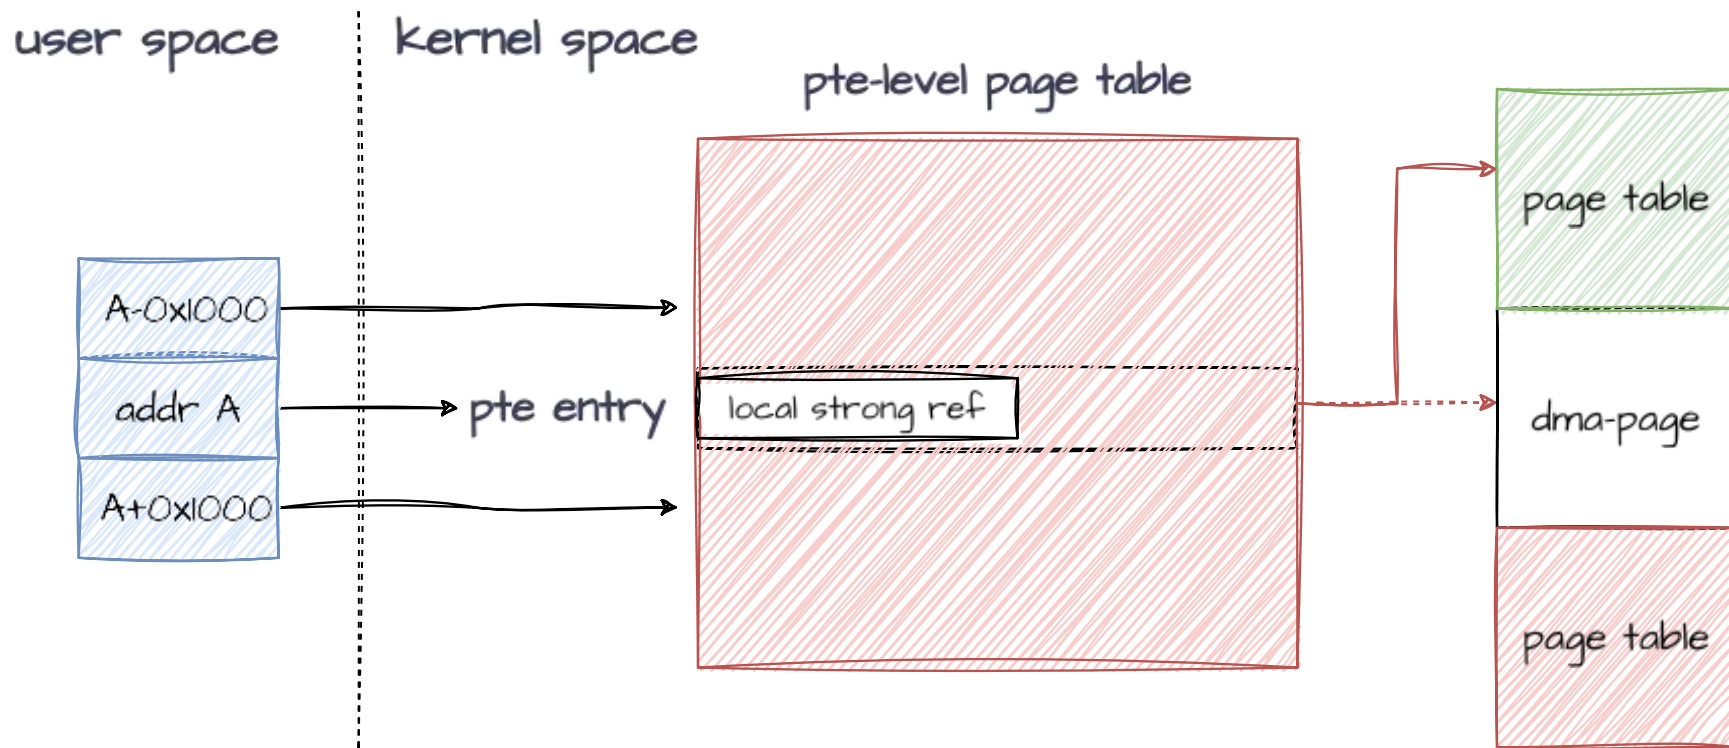 user space
kernel space
pte-level page table
page table
A-0x1000
addr A
pte entry
local strong ref
dma-page
A+0x1000
page table